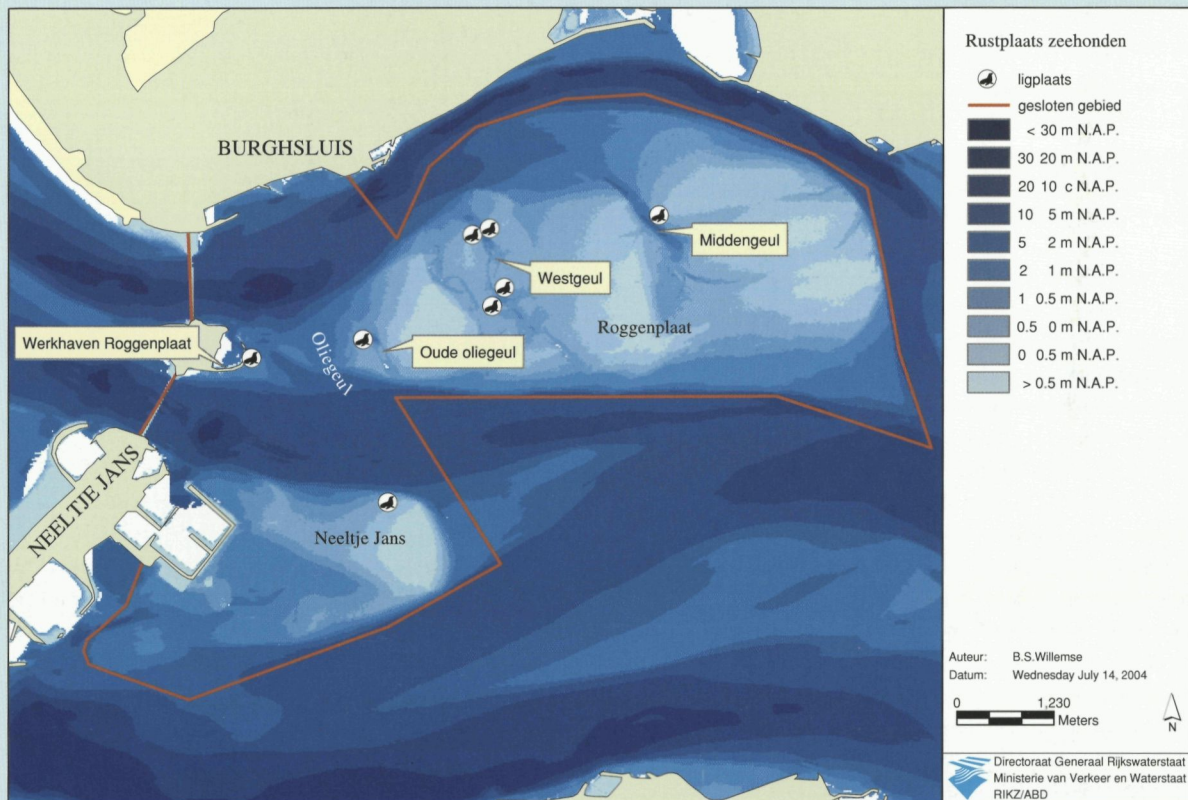 BURGHSLUIS
Middengeul
Westgeul
Roggenplaat
Werkhaven Roggenplaat
Oliegeul
Oude oliegeul
NEELTJE JANS
Neeltje Jans
Rustplaats zeehonden
ligplaats
gesloten gebied
< 30 m N.A.P.
30 20 m N.A.P.
20 10 c N.A.P.
10 5 m N.A.P.
5 2 m N.A.P.
2 1 m N.A.P.
1 0.5 m N.A.P.
0.5 0 m N.A.P.
0 0.5 m N.A.P.
> 0.5 m N.A.P.
Auteur: B.S.Willemse
Datum: Wednesday July 14, 2004
0 1,230
Meters
N
Directoraat Generaal Rijkswaterstaat
Ministerie van Verkeer en Waterstaat
RIKZ/ABD